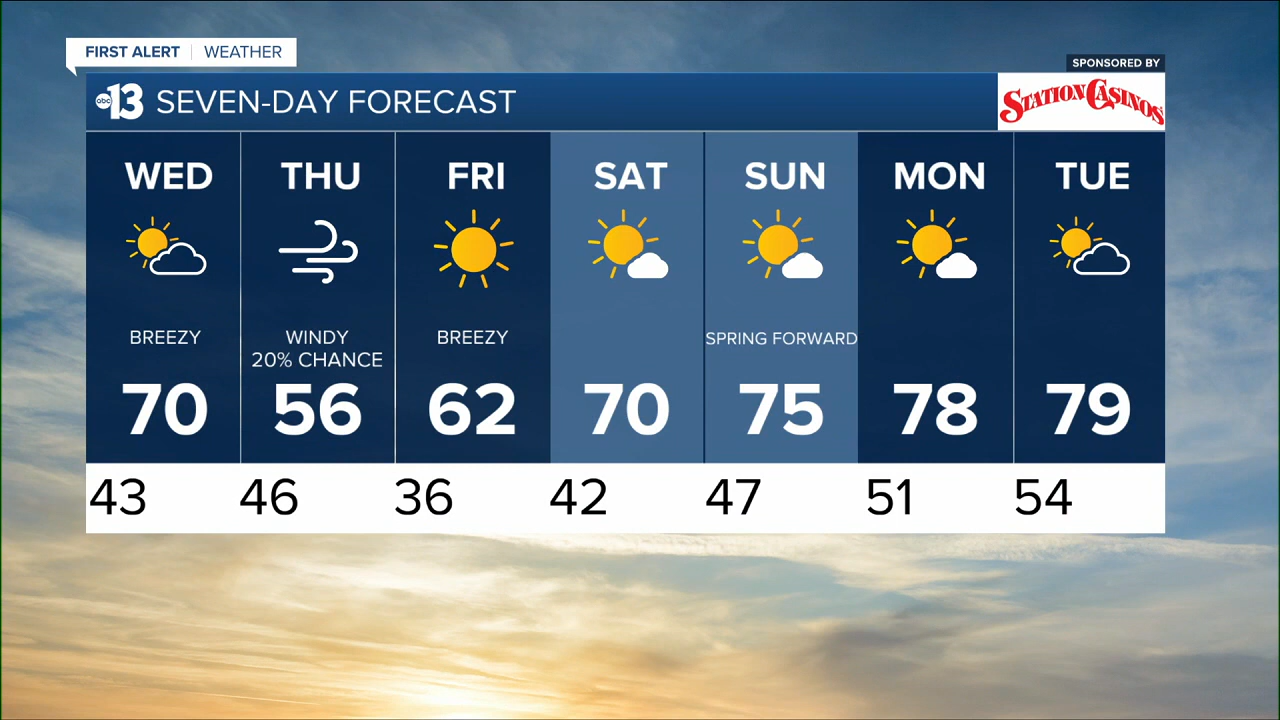 FIRST ALERT | WEATHER
SPONSORED BY
abc 13 SEVEN-DAY FORECAST
STATION CASINOS
WED THU FRI SAT SUN MON TUE
BREEZY WINDY BREEZY SPRING FORWARD
20% CHANCE
70 56 62 70 75 78 79
43 46 36 42 47 51 54